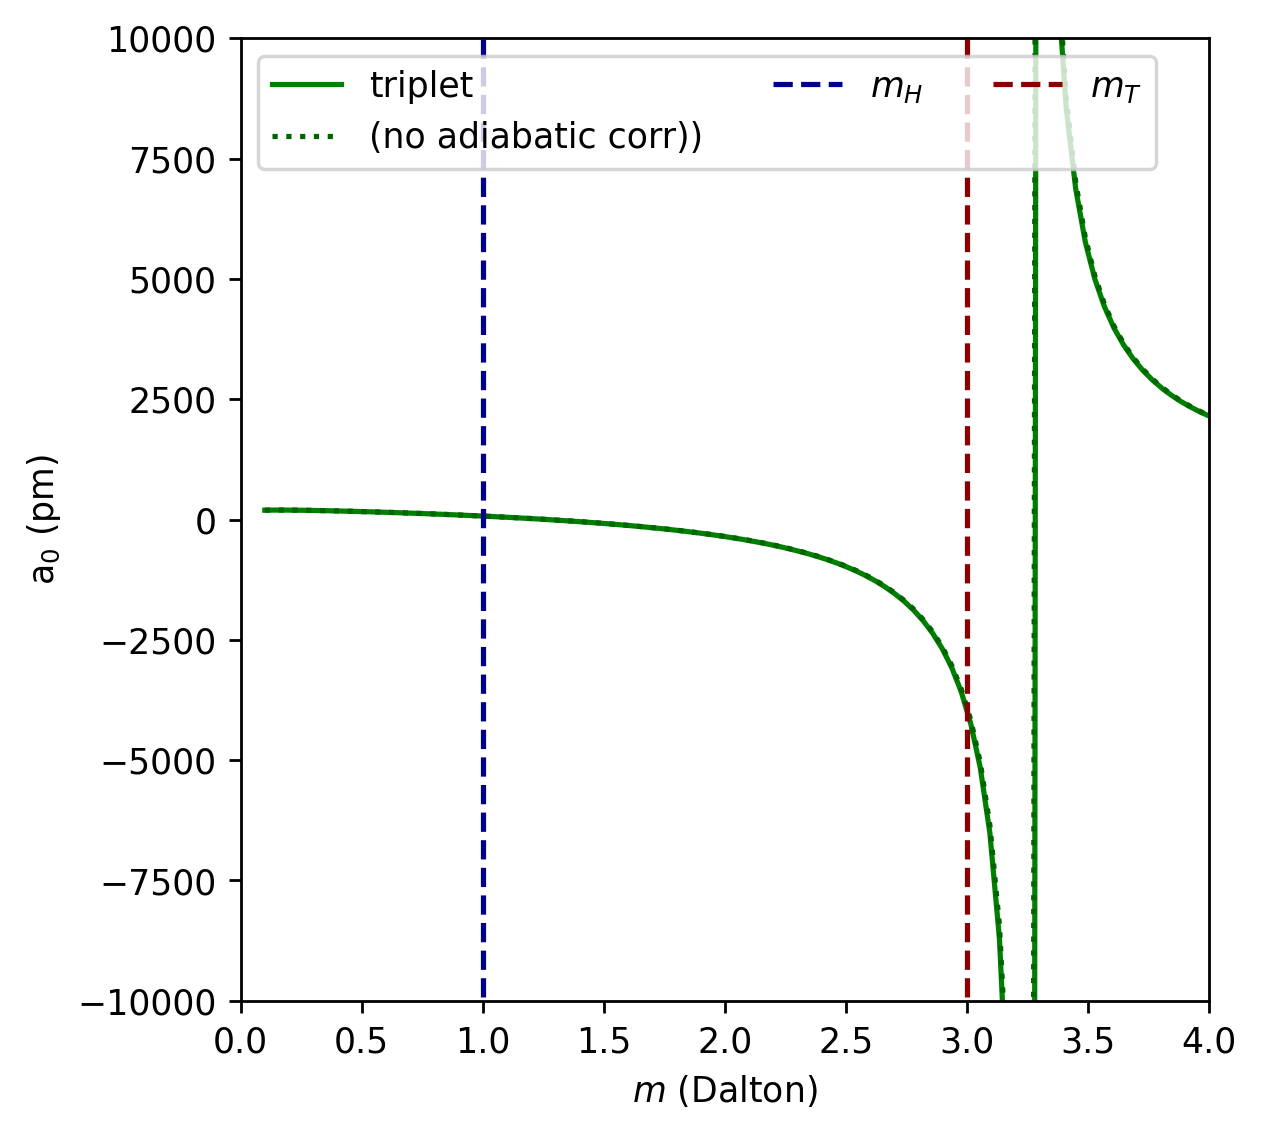 10000
7500
5000
2500
0
−2500
−5000
−7500
−10000
a₀ (pm)
triplet
(no adiabatic corr))
m_H
m_T
0.0 0.5 1.0 1.5 2.0 2.5 3.0 3.5 4.0
m (Dalton)